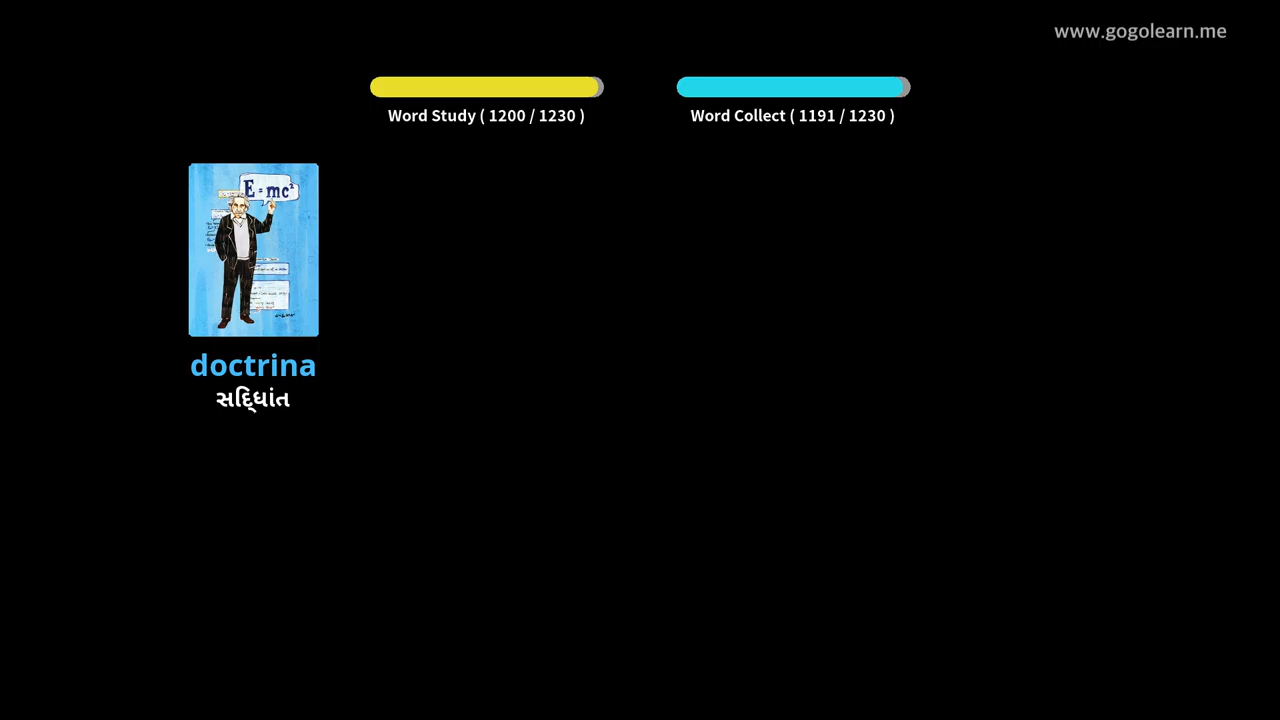 www.gogolearn.me
Word Study ( 1200 / 1230 )
Word Collect ( 1191 / 1230 )
E = mc²
doctrina
સદ્ધિાંત